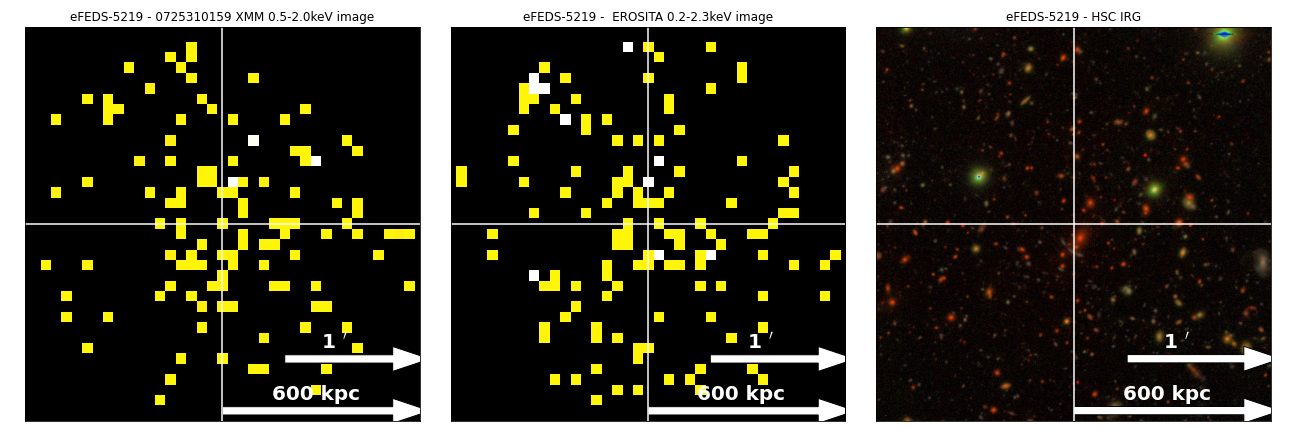 eFEDS-5219 - 0725310159 XMM 0.5-2.0keV image
eFEDS-5219 - EROSITA 0.2-2.3keV image
eFEDS-5219 - HSC IRG
1 ′
600 kpc
1 ′
600 kpc
1 ′
600 kpc